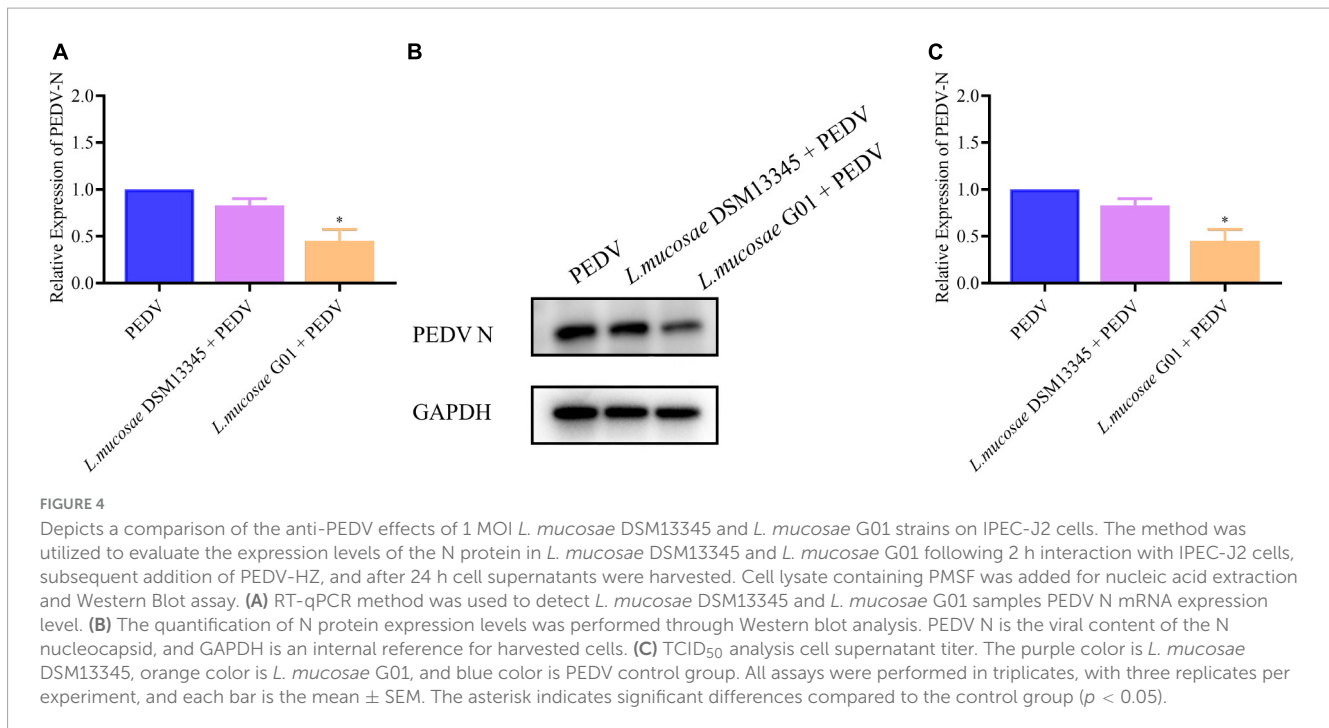 A
Relative Expression of PEDV-N
2.0
1.5
1.0
0.5
0.0
PEDV
L.mucosae DSM13345 + PEDV
L.mucosae G01 + PEDV
*
B
PEDV
L.mucosae DSM13345 + PEDV
L.mucosae G01 + PEDV
PEDV N
GAPDH
C
Relative Expression of PEDV-N
2.0
1.5
1.0
0.5
0.0
PEDV
L.mucosae DSM13345 + PEDV
L.mucosae G01 + PEDV
*
FIGURE 4
Depicts a comparison of the anti-PEDV effects of 1 MOI L. mucosae DSM13345 and L. mucosae G01 strains on IPEC-J2 cells. The method was
utilized to evaluate the expression levels of the N protein in L. mucosae DSM13345 and L. mucosae G01 following 2 h interaction with IPEC-J2 cells,
subsequent addition of PEDV-HZ, and after 24 h cell supernatants were harvested. Cell lysate containing PMSF was added for nucleic acid extraction
and Western Blot assay. (A) RT-qPCR method was used to detect L. mucosae DSM13345 and L. mucosae G01 samples PEDV N mRNA expression
level. (B) The quantification of N protein expression levels was performed through Western blot analysis. PEDV N is the viral content of the N
nucleocapsid, and GAPDH is an internal reference for harvested cells. (C) TCID50 analysis cell supernatant titer. The purple color is L. mucosae
DSM13345, orange color is L. mucosae G01, and blue color is PEDV control group. All assays were performed in triplicates, with three replicates per
experiment, and each bar is the mean ± SEM. The asterisk indicates significant differences compared to the control group (p < 0.05).